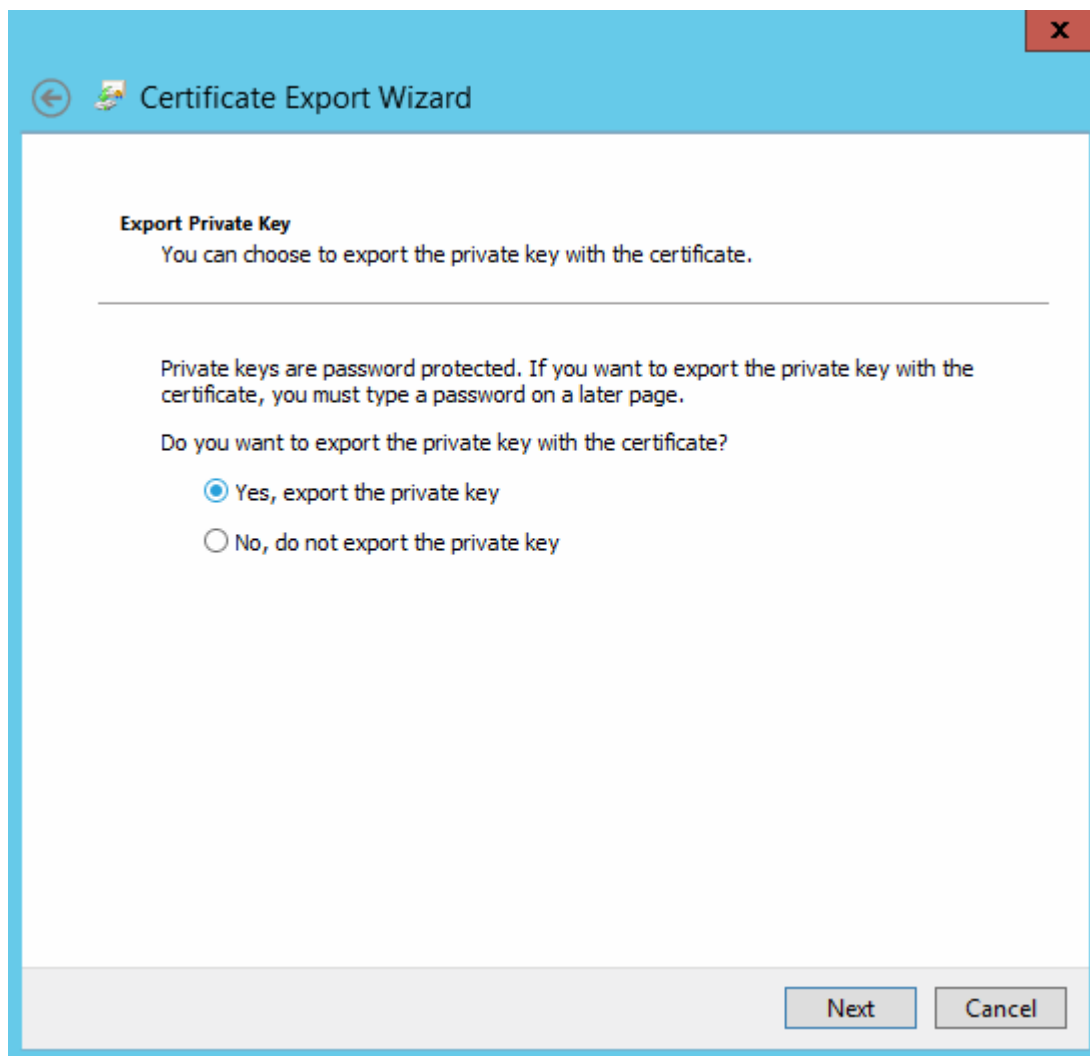 x
Certificate Export Wizard
Export Private Key
You can choose to export the private key with the certificate.
Private keys are password protected. If you want to export the private key with the
certificate, you must type a password on a later page.
Do you want to export the private key with the certificate?
Yes, export the private key
No, do not export the private key
Next Cancel